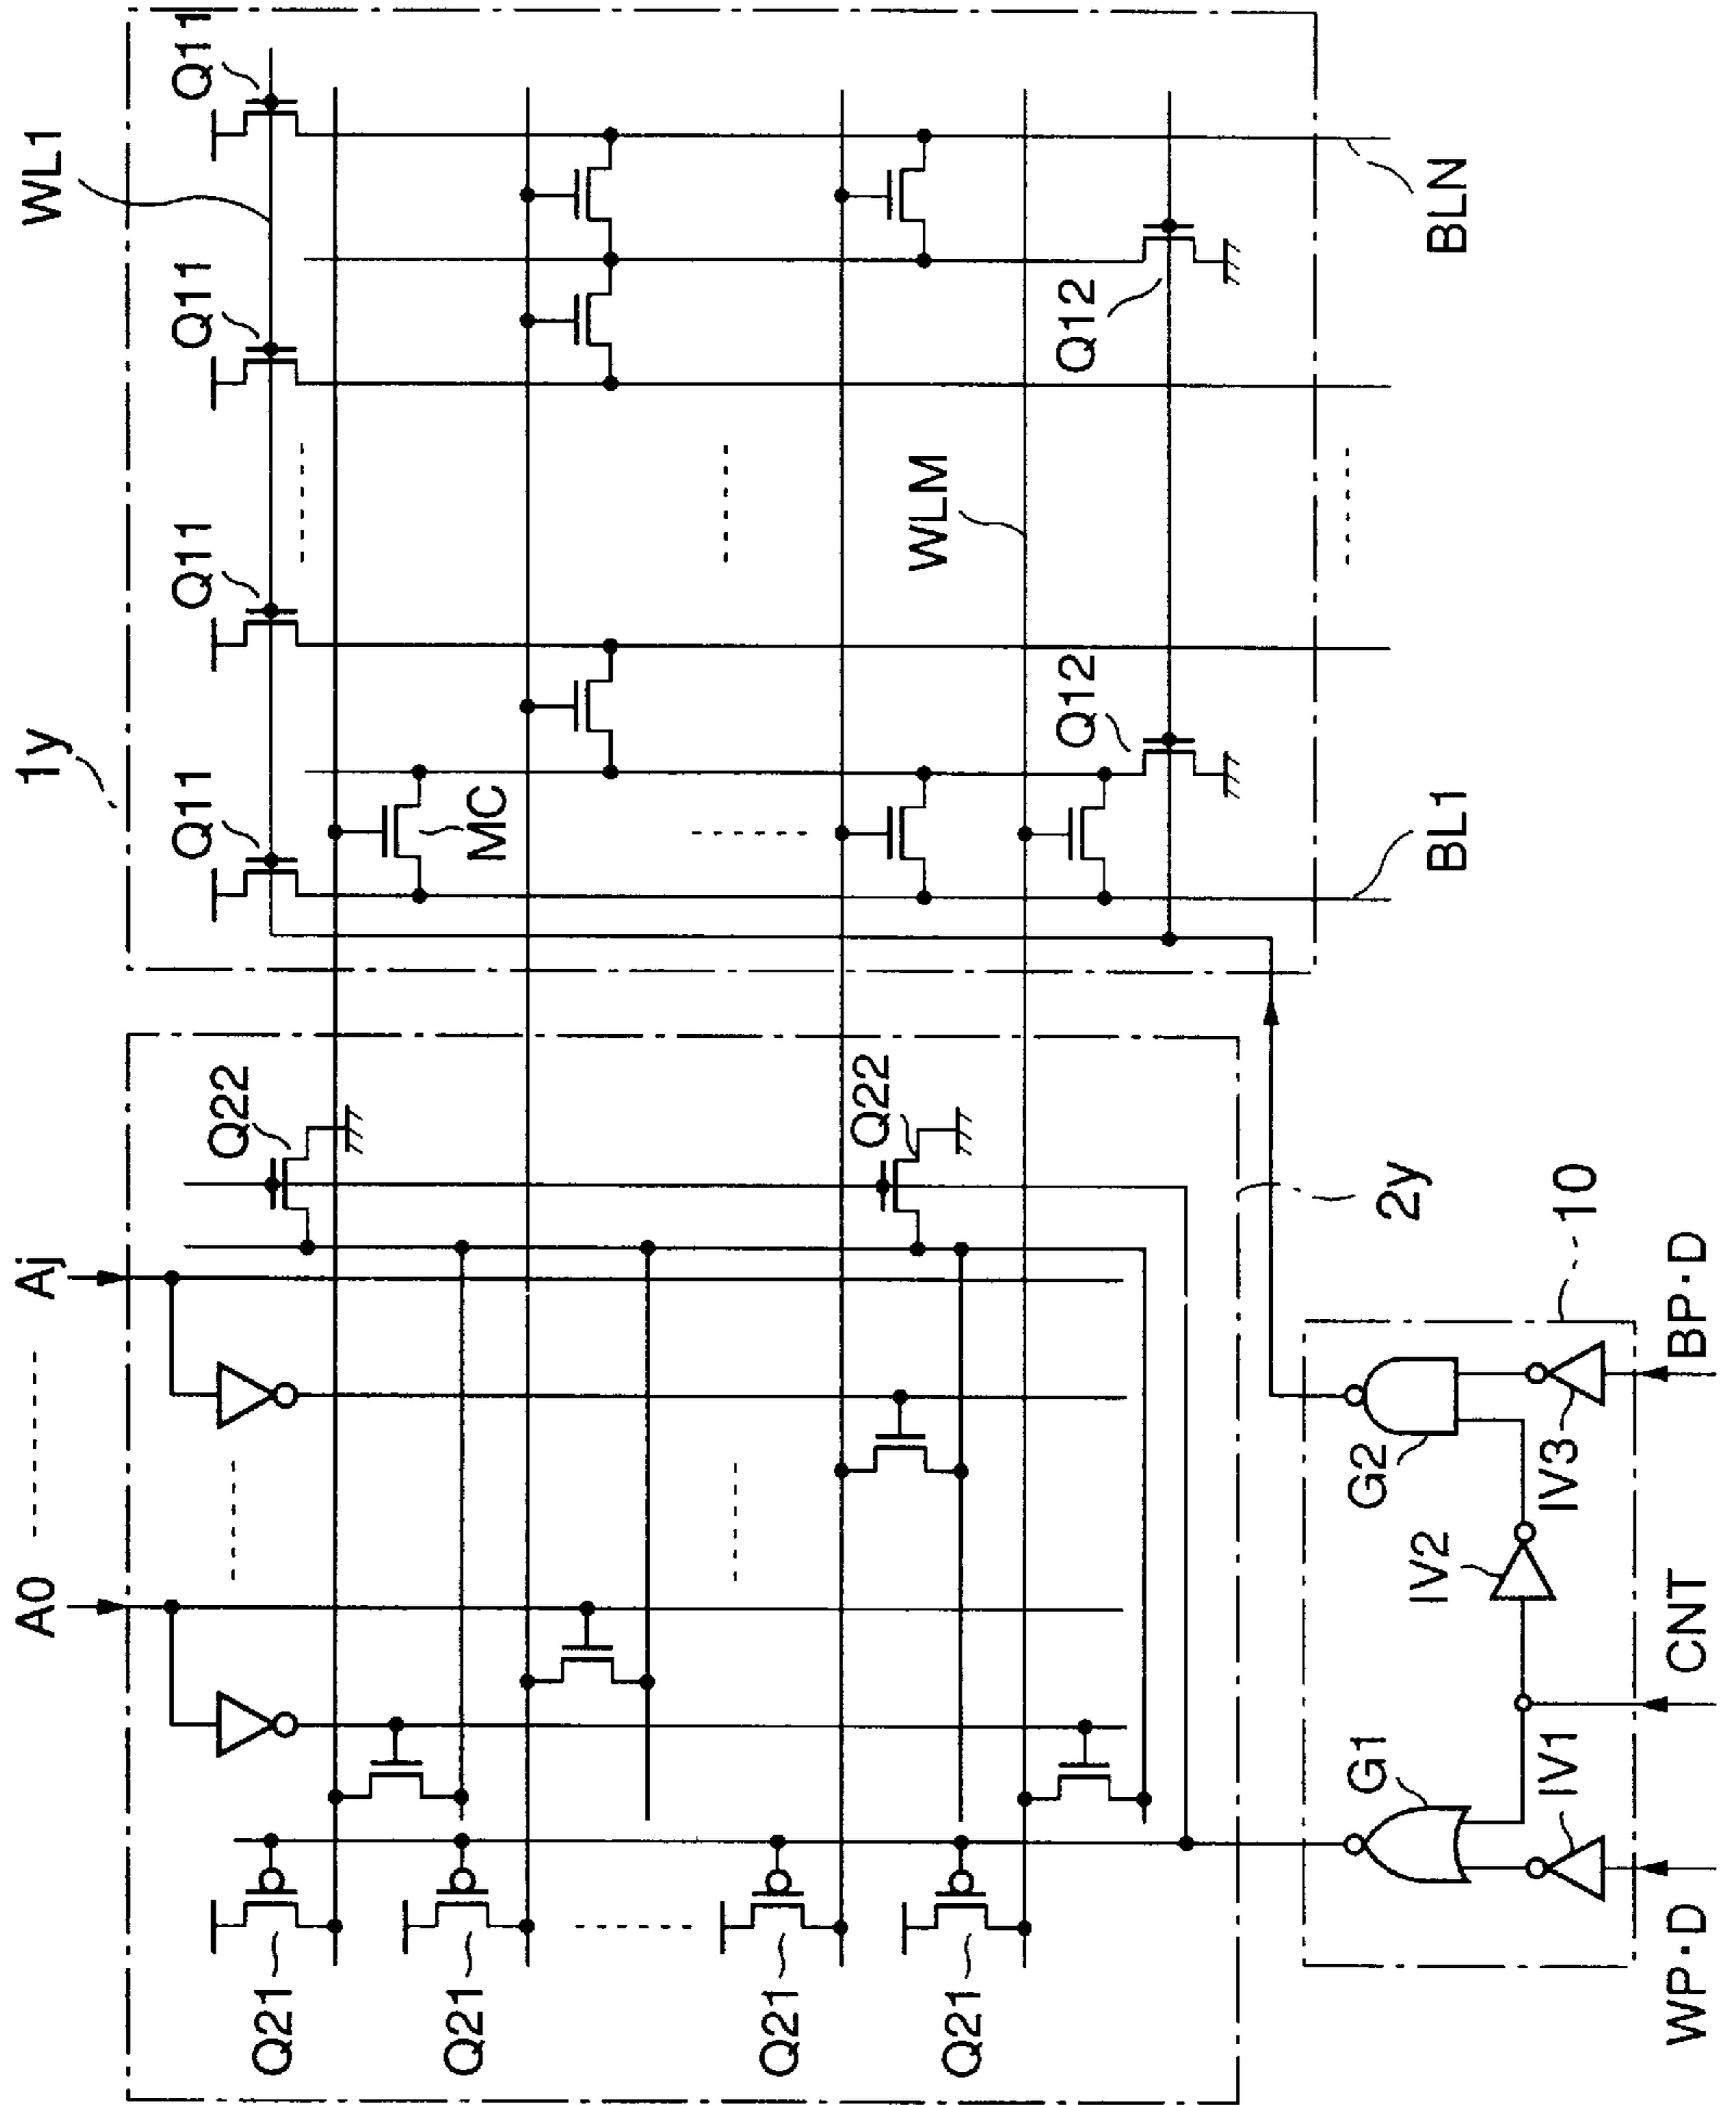 A0
Aj
1y
WL1
Q11
Q11
Q11
Q11
Q22
Q21
Q21
MC
Q21
Q22
WLM
Q21
Q12
Q12
G1
G2
2y
IV2
BL1
BLN
IV1
IV3
10
WP·D
CNT
BP·D